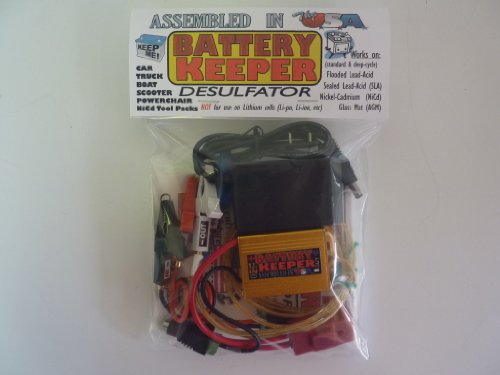 ASSEMBLED IN USA
KEEP ME!
BATTERY KEEPER
DESULFATOR
CAR
TRUCK
BOAT
SCOOTER
POWERCHAIR
NiCd Tool Packs
Works on:
(standard & deep-cycle)
Flooded Lead-Acid
Sealed Lead-Acid (SLA)
Nickel-Cadmium (NiCd)
Glass Mat (AGM)
NOT for use on Lithium cells (Li-po, Li-ion, etc)
OUT
BATTERY
KEEPER